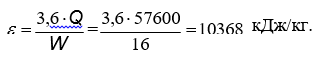 ε = 3,6·Q / W = 3,6·57600 / 16 = 10368 кДж/кг.